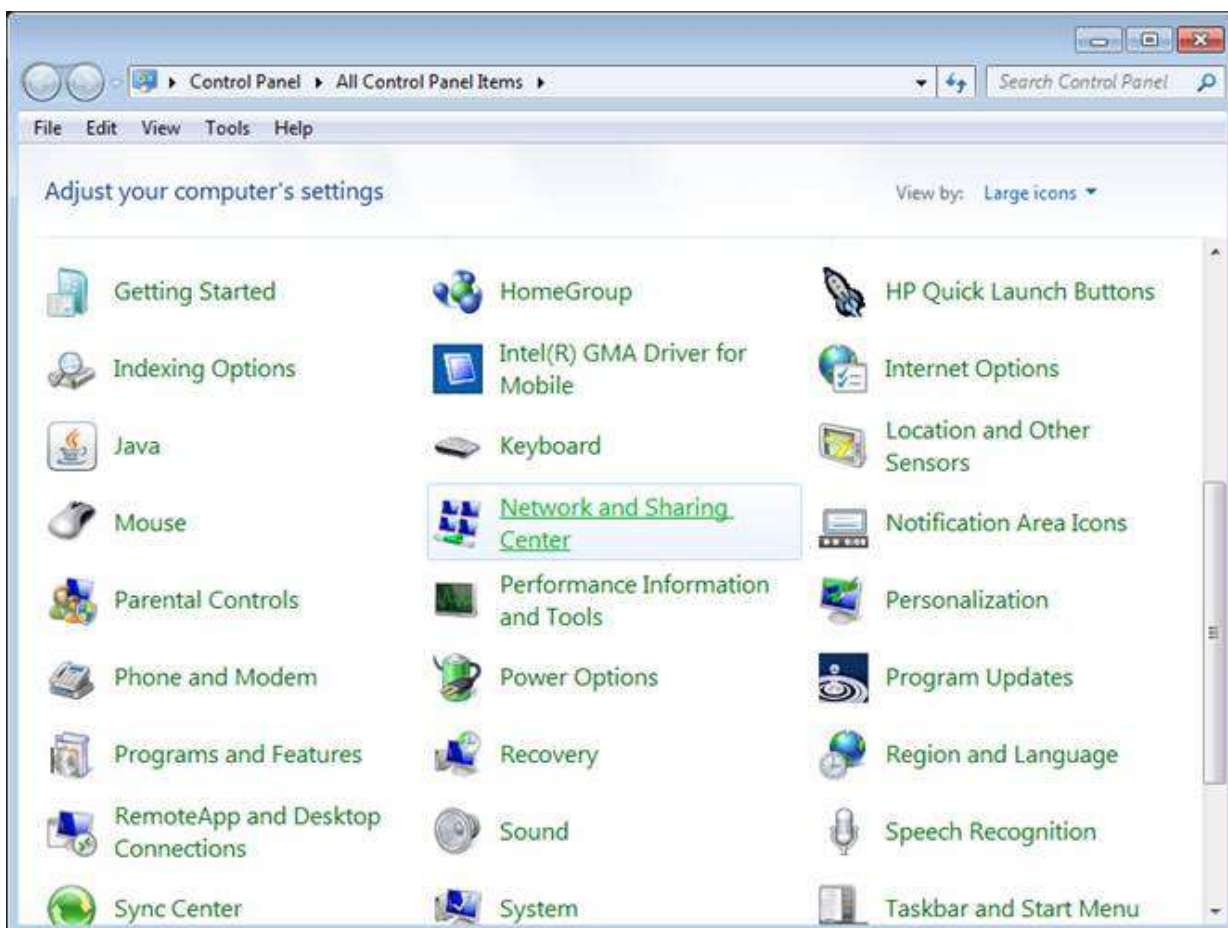 Control Panel All Control Panel Items Search Control Panel
File Edit View Tools Help
Adjust your computer's settings View by: Large icons
Getting Started HomeGroup HP Quick Launch Buttons
Indexing Options Intel(R) GMA Driver for Mobile Internet Options
Java Keyboard Location and Other Sensors
Mouse Network and Sharing Center Notification Area Icons
Parental Controls Performance Information and Tools Personalization
Phone and Modem Power Options Program Updates
Programs and Features Recovery Region and Language
RemoteApp and Desktop Connections Sound Speech Recognition
Sync Center System Taskbar and Start Menu